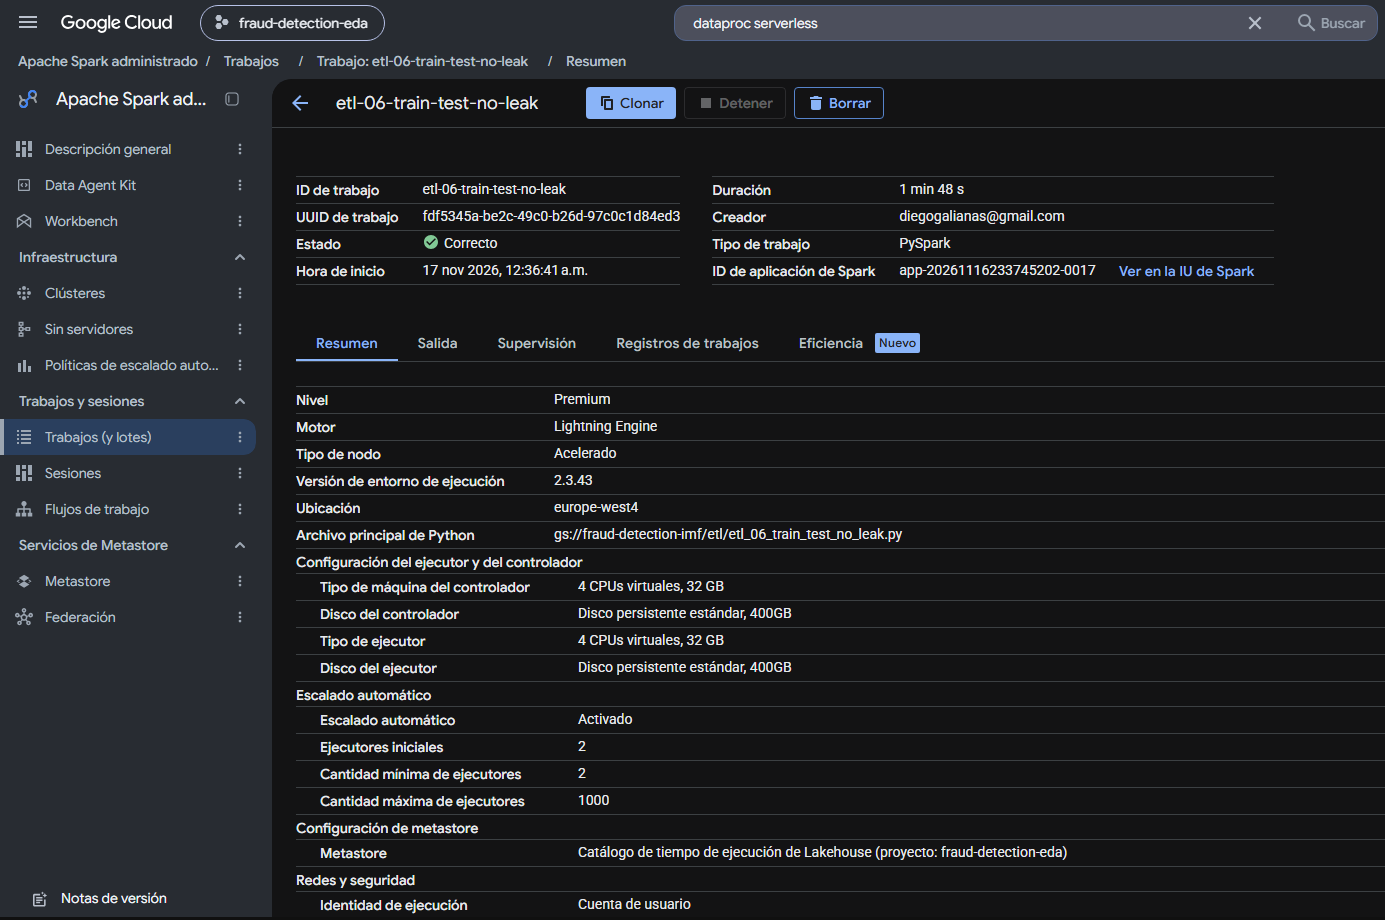 Google Cloud
fraud-detection-eda
dataproc serverless
Buscar
Apache Spark administrado / Trabajos / Trabajo: etl-06-train-test-no-leak / Resumen
Apache Spark ad...
etl-06-train-test-no-leak
Clonar
Detener
Borrar
Descripción general
Data Agent Kit
Workbench
Infraestructura
Clústeres
Sin servidores
Políticas de escalado auto...
Trabajos y sesiones
Trabajos (y lotes)
Sesiones
Flujos de trabajo
Servicios de Metastore
Metastore
Federación
Notas de versión
ID de trabajo etl-06-train-test-no-leak
UUID de trabajo fdf5345a-be2c-49c0-b26d-97c0c1d84ed3
Estado Correcto
Hora de inicio 17 nov 2026, 12:36:41 a.m.
Duración 1 min 48 s
Creador diegogalianas@gmail.com
Tipo de trabajo PySpark
ID de aplicación de Spark app-20261116233745202-0017 Ver en la IU de Spark
Resumen Salida Supervisión Registros de trabajos Eficiencia Nuevo
Nivel Premium
Motor Lightning Engine
Tipo de nodo Acelerado
Versión de entorno de ejecución 2.3.43
Ubicación europe-west4
Archivo principal de Python gs://fraud-detection-imf/etl/etl_06_train_test_no_leak.py
Configuración del ejecutor y del controlador
Tipo de máquina del controlador 4 CPUs virtuales, 32 GB
Disco del controlador Disco persistente estándar, 400GB
Tipo de ejecutor 4 CPUs virtuales, 32 GB
Disco del ejecutor Disco persistente estándar, 400GB
Escalado automático
Escalado automático Activado
Ejecutores iniciales 2
Cantidad mínima de ejecutores 2
Cantidad máxima de ejecutores 1000
Configuración de metastore
Metastore Catálogo de tiempo de ejecución de Lakehouse (proyecto: fraud-detection-eda)
Redes y seguridad
Identidad de ejecución Cuenta de usuario